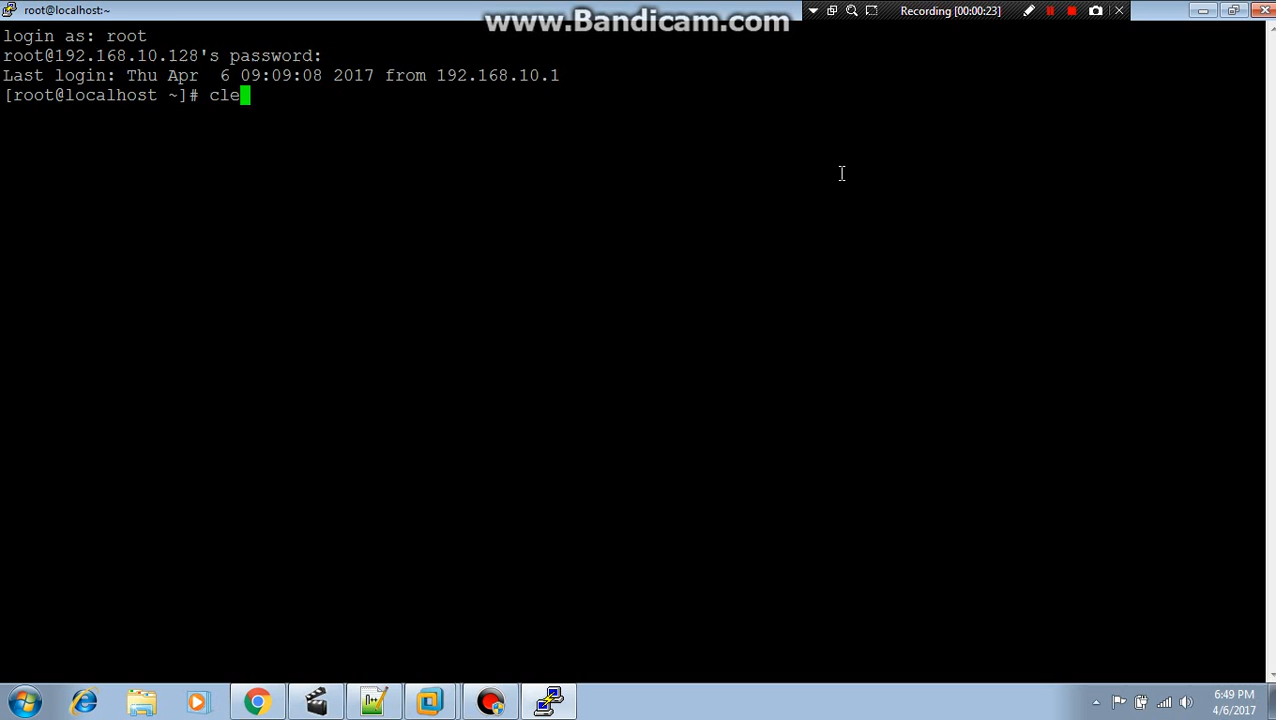 root@localhost:~
www.Bandicam.com
Recording [00:00:23]
login as: root
root@192.168.10.128's password:
Last login: Thu Apr  6 09:09:08 2017 from 192.168.10.1
[root@localhost ~]# cle
6:49 PM
4/6/2017